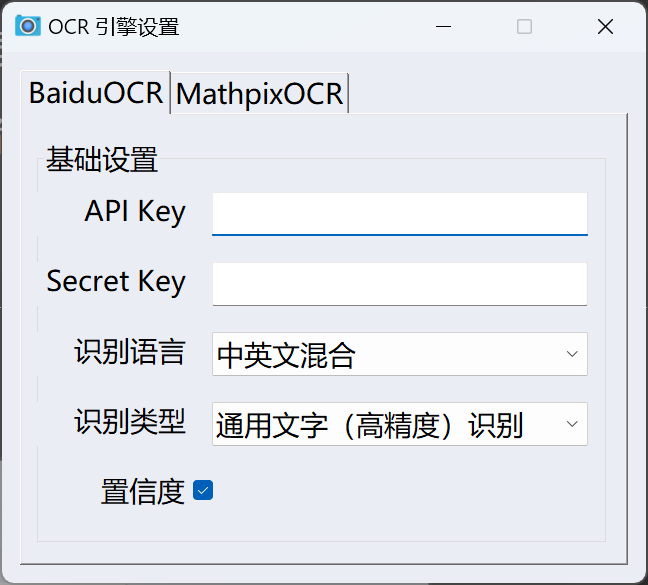 OCR 引擎设置
BaiduOCR MathpixOCR
基础设置
API Key
Secret Key
识别语言 中英文混合
识别类型 通用文字（高精度）识别
置信度